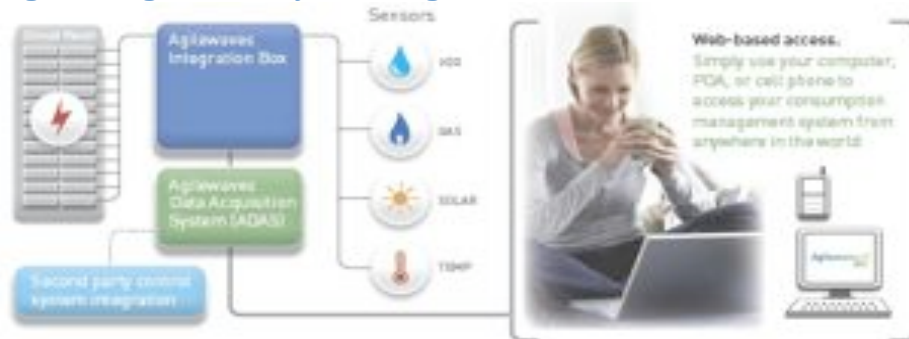 Sensors
Agilewaves
Integration Box
H2O
GAS
SOLAR
TEMP
Agilewaves
Data Acquisition
System (ADAS)
Second party control
system integration
Web-based access.
Simply use your computer,
PDA, or cell phone to
access your consumption
management system from
anywhere in the world
Agilewaves